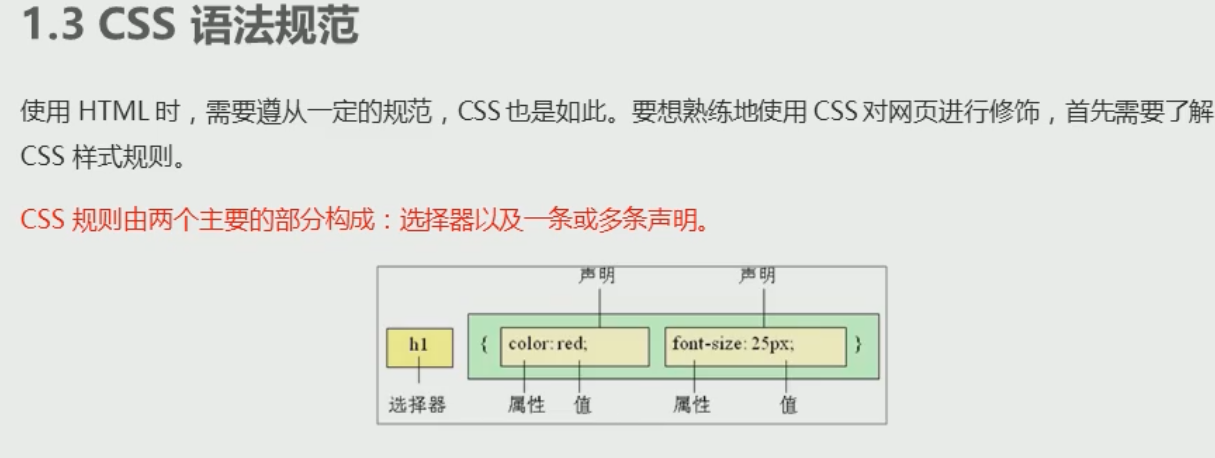 1.3 CSS 语法规范
使用 HTML 时，需要遵从一定的规范，CSS 也是如此。要想熟练地使用 CSS 对网页进行修饰，首先需要了解
CSS 样式规则。
CSS 规则由两个主要的部分构成：选择器以及一条或多条声明。
声明 声明
h1 { color: red; font-size: 25px; }
选择器 属性 值 属性 值